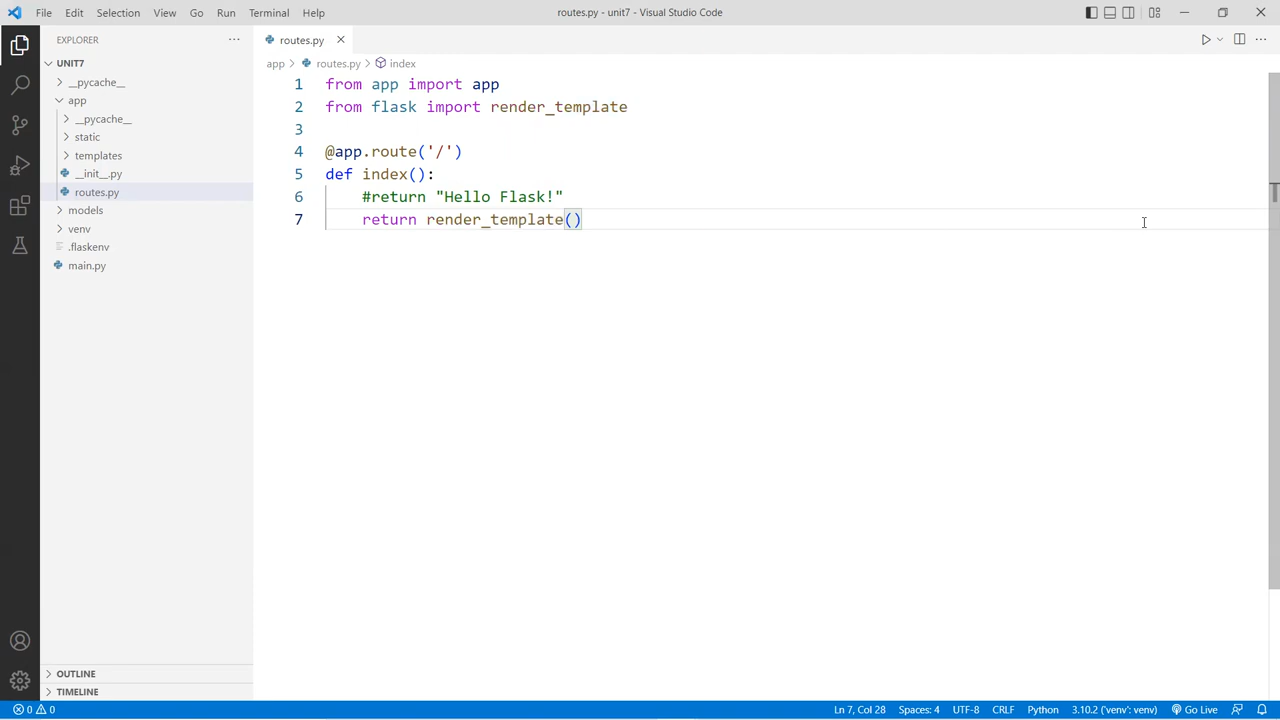 File Edit Selection View Go Run Terminal Help
routes.py - unit7 - Visual Studio Code
EXPLORER
UNIT7
__pycache__
app
__pycache__
static
templates
__init__.py
routes.py
models
venv
.flaskenv
main.py
OUTLINE
TIMELINE
routes.py
app > routes.py > index
1 from app import app
2 from flask import render_template
3
4 @app.route('/')
5 def index():
6 #return "Hello Flask!"
7 return render_template()
0 0
Ln 7, Col 28 Spaces: 4 UTF-8 CRLF Python 3.10.2 ('venv': venv) Go Live